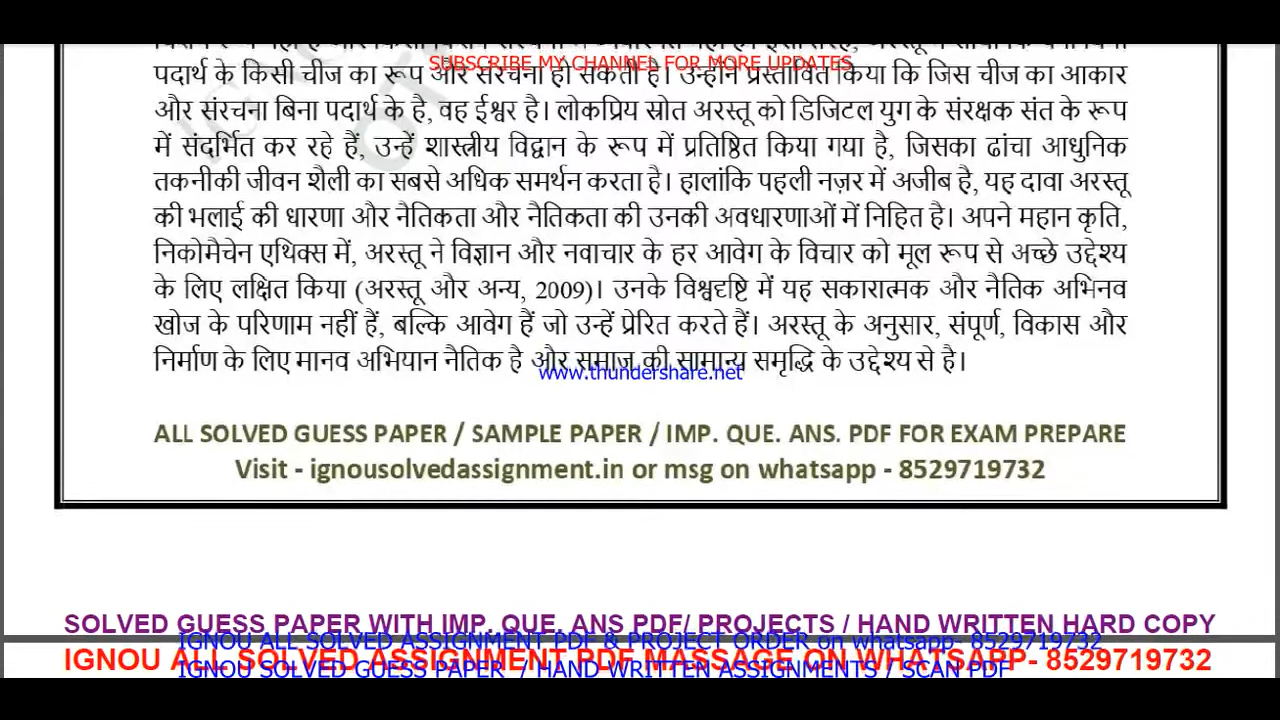 SUBSCRIBE MY CHANNEL FOR MORE UPDATES
पदार्थ के किसी चीज का रूप और संरचना हो सकती है। उन्होंने प्रस्तावित किया कि जिस चीज का आकार
और संरचना बिना पदार्थ के है, वह ईश्वर है। लोकप्रिय स्रोत अरस्तू को डिजिटल युग के संरक्षक संत के रूप
में संदर्भित कर रहे हैं, उन्हें शास्त्रीय विद्वान के रूप में प्रतिष्ठित किया गया है, जिसका ढांचा आधुनिक
तकनीकी जीवन शैली का सबसे अधिक समर्थन करता है। हालांकि पहली नज़र में अजीब है, यह दावा अरस्तू
की भलाई की धारणा और नैतिकता और नैतिकता की उनकी अवधारणाओं में निहित है। अपने महान कृति,
निकोमैचेन एथिक्स में, अरस्तू ने विज्ञान और नवाचार के हर आवेग के विचार को मूल रूप से अच्छे उद्देश्य
के लिए लक्षित किया (अरस्तू और अन्य, 2009)। उनके विश्वदृष्टि में यह सकारात्मक और नैतिक अभिनव
खोज के परिणाम नहीं हैं, बल्कि आवेग हैं जो उन्हें प्रेरित करते हैं। अरस्तू के अनुसार, संपूर्ण, विकास और
निर्माण के लिए मानव अभियान नैतिक है और समाज की सामान्य समृद्धि के उद्देश्य से है।
www.thundershare.net
ALL SOLVED GUESS PAPER / SAMPLE PAPER / IMP. QUE. ANS. PDF FOR EXAM PREPARE
Visit - ignousolvedassignment.in or msg on whatsapp - 8529719732
SOLVED GUESS PAPER WITH IMP. QUE. ANS PDF/ PROJECTS / HAND WRITTEN HARD COPY
IGNOU ALL SOLVED ASSIGNMENT PDF & PROJECT ORDER on whatsapp- 8529719732
IGNOU ALL SOLVED ASSIGNMENT PDF MASSAGE ON WHATSAPP- 8529719732
IGNOU SOLVED GUESS PAPER / HAND WRITTEN ASSIGNMENTS / SCAN PDF